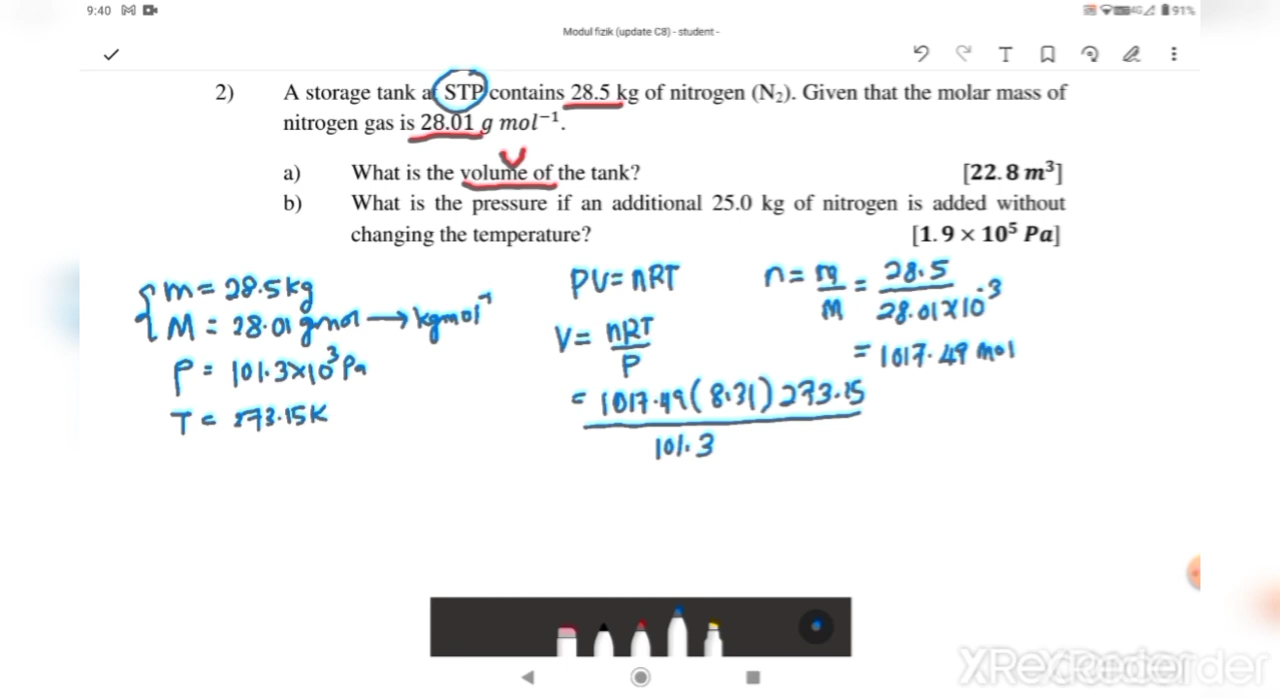 9:40
4G 91%
Modul fizik (update C8) - student -
2) A storage tank at STP contains 28.5 kg of nitrogen (N₂). Given that the molar mass of
nitrogen gas is 28.01 g mol⁻¹.
V
a) What is the volume of the tank? [22.8 m³]
b) What is the pressure if an additional 25.0 kg of nitrogen is added without
changing the temperature? [1.9 × 10⁵ Pa]
m = 28.5kg
M = 28.01 gmol → kgmol⁻¹
P = 101.3×10³ Pa
T = 273.15K
PV = nRT
V = nRT/P
= 1017.49(8.31)273.15
101.3
n = m/M = 28.5/28.01×10⁻³
= 1017.49 mol
XRecorder